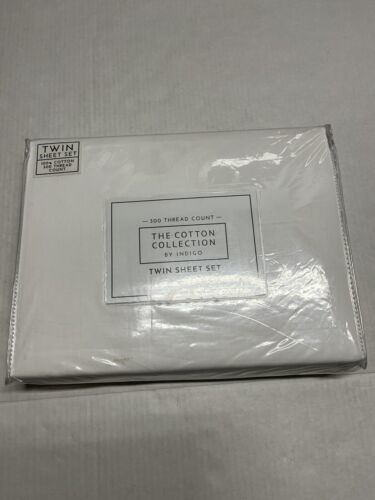 TWIN
SHEET SET
100% COTTON
300 THREAD
COUNT
— 300 THREAD COUNT —
THE COTTON
COLLECTION
BY INDIGO
TWIN SHEET SET